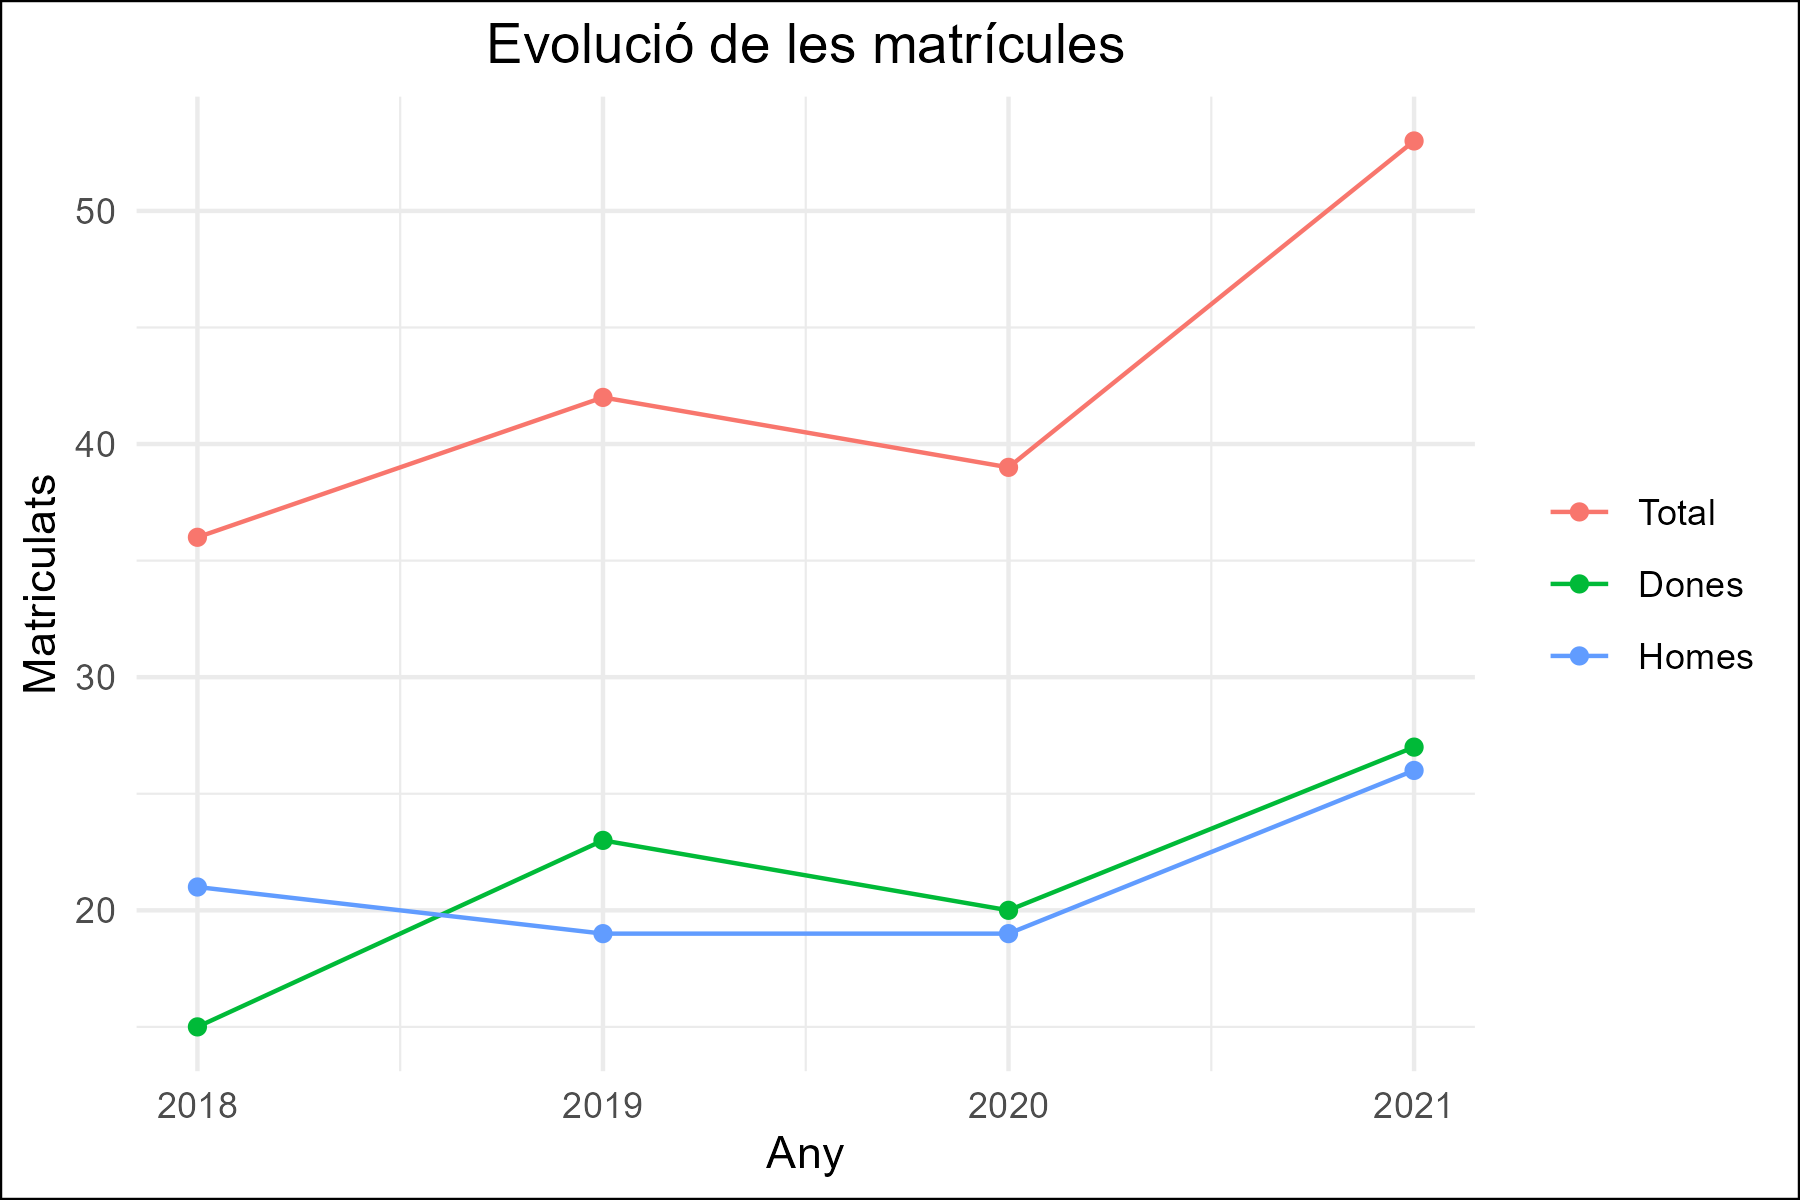 Evolució de les matrícules
Matriculats
50
40
30
20
2018 2019 2020 2021
Any
Total
Dones
Homes